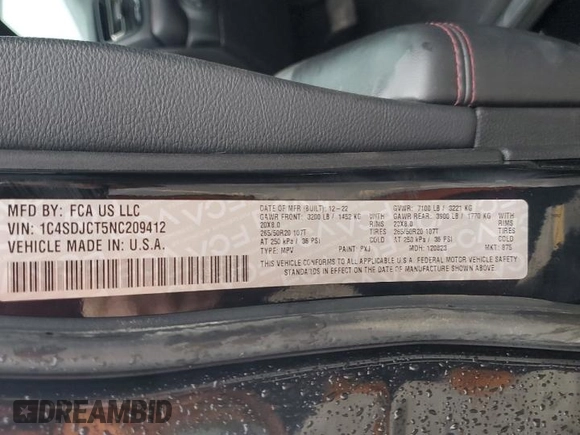 MFD BY: FCA US LLC
VIN: 1C4SDJCT5NC209412
VEHICLE MADE IN U.S.A.
DATE OF MFR (BUILT): 12-22 GVWR: 7100 LB / 3221 KG
GAWR FRONT: 3200 LB / 1452 KG WITH GAWR REAR: 3900 LB / 1770 KG WITH
20X8.0 RIMS 20X8.0 RIMS
265/50R20 107T TIRES 265/50R20 107T TIRES
AT 250 kPa / 36 PSI AT 250 kPa / 36 PSI
TYPE: MPV PAINT: PXJ MDH: 120823 MKT: 875
THIS VEHICLE CONFORMS TO ALL APPLICABLE U.S.A. FEDERAL MOTOR VEHICLE SAFETY
STANDARDS IN EFFECT ON THE DATE OF MANUFACTURE SHOWN ABOVE.
DREAMBID